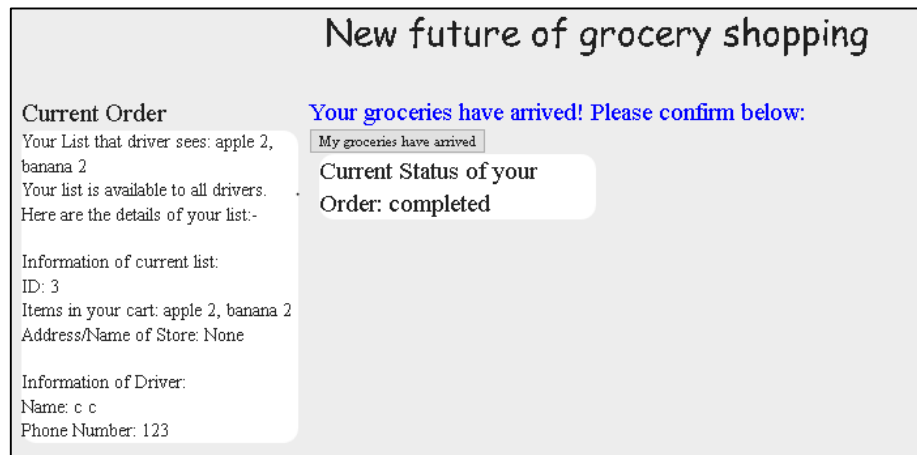 New future of grocery shopping
Current Order
Your List that driver sees: apple 2,
banana 2
Your list is available to all drivers.
Here are the details of your list:-
Information of current list:
ID: 3
Items in your cart: apple 2, banana 2
Address/Name of Store: None
Information of Driver:
Name: c c
Phone Number: 123
Your groceries have arrived! Please confirm below:
My groceries have arrived
Current Status of your
Order: completed